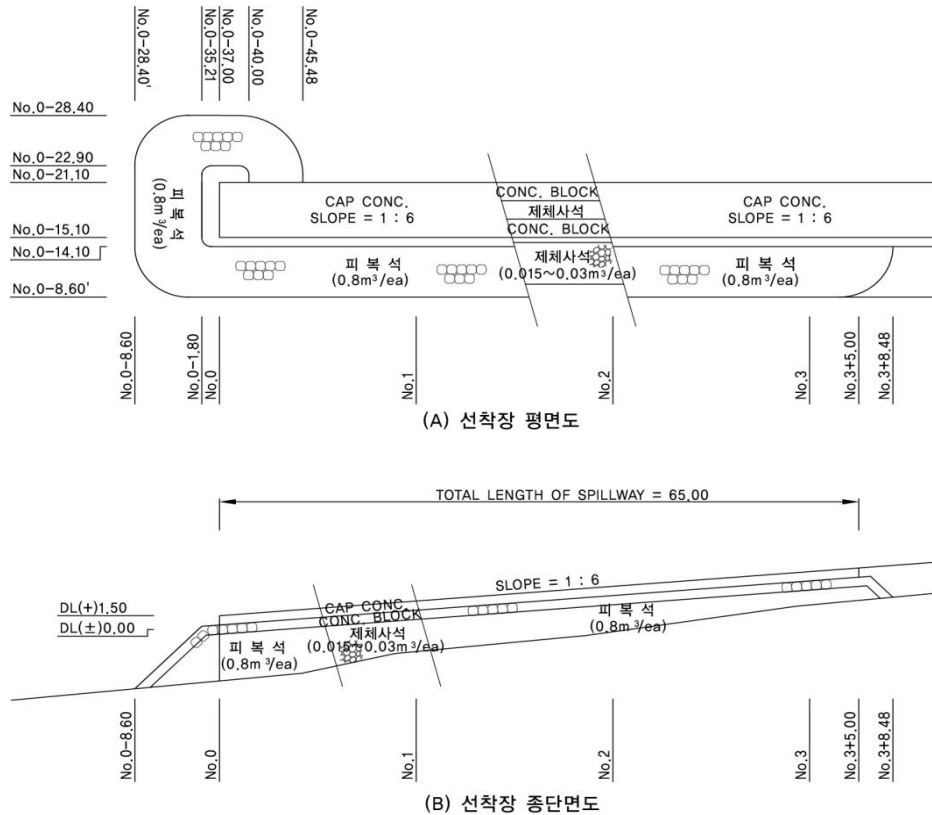 No.0-28.40'
No.0-35.21
No.0-37.00
No.0-40.00
No.0-45.48
No.0-28.40
No.0-22.90
No.0-21.10
No.0-15.10
No.0-14.10
No.0-8.60'
피복석
(0.8m³/ea)
CAP CONC.
SLOPE = 1 : 6
CONC. BLOCK
제체사석
CONC. BLOCK
CAP CONC.
SLOPE = 1 : 6
피 복 석
(0.8m³/ea)
제체사석
(0.015~0.03m³/ea)
피 복 석
(0.8m³/ea)
No.0-8.60
No.0-1.80
No.0
No.1
No.2
No.3
No.3+5.00
No.3+8.48
(A) 선착장 평면도
TOTAL LENGTH OF SPILLWAY = 65.00
SLOPE = 1 : 6
DL(+)1.50
DL(±)0.00
CAP CONC.
CONC. BLOCK
피 복 석
(0.8m³/ea)
제체사석
(0.015~0.03m³/ea)
피 복 석
(0.8m³/ea)
No.0-8.60
No.0
No.1
No.2
No.3
No.3+5.00
No.3+8.48
(B) 선착장 종단면도